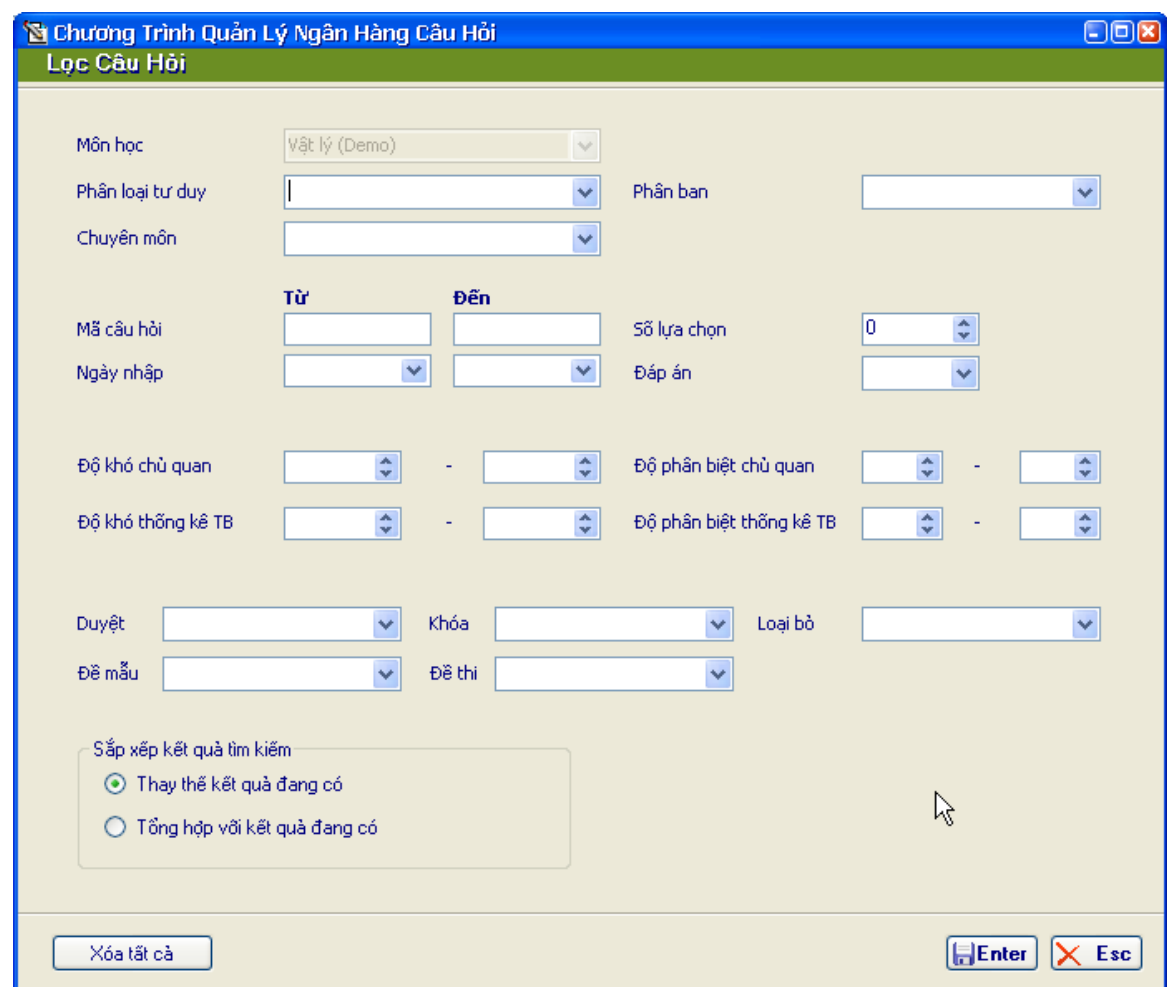 Chương Trình Quản Lý Ngân Hàng Câu Hỏi
Lọc Câu Hỏi
Môn học Vật lý (Demo)
Phân loại tư duy Phân ban
Chuyên môn
Từ Đến
Mã câu hỏi Số lựa chọn 0
Ngày nhập Đáp án
Độ khó chủ quan - Độ phân biệt chủ quan -
Độ khó thống kê TB - Độ phân biệt thống kê TB -
Duyệt Khóa Loại bỏ
Đề mẫu Đề thi
Sắp xếp kết quả tìm kiếm
Thay thế kết quả đang có
Tổng hợp với kết quả đang có
Xóa tất cả Enter Esc